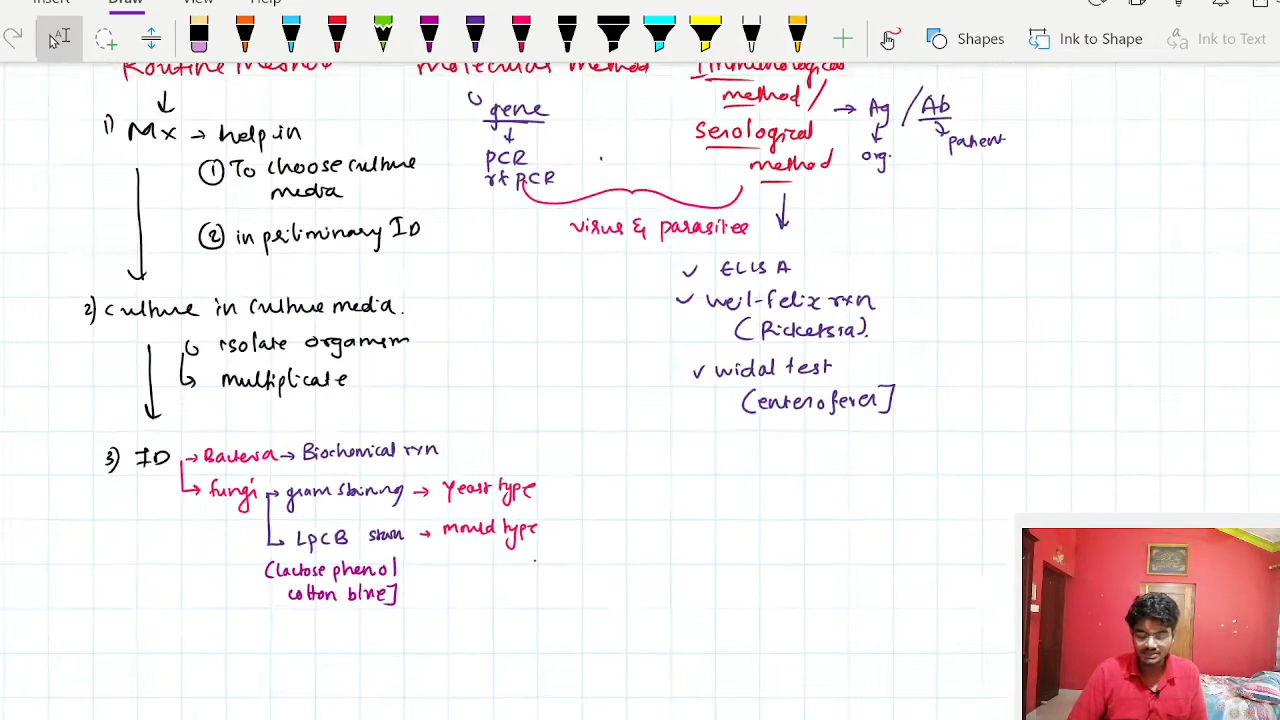 Insert
Draw
View
Help
Shapes
Ink to Shape
Ink to Text
Routine Method
↓
1) Mx → help in
① To choose culture
media
② in preliminary ID
2) culture in culture media.
isolate organism
multiplicate
3) ID → Bacteria → Biochemical rxn
→ fungi → gram staining → yeast type
LPCB stain → mould type
(lactose phenol
cotton blue]
Molecular Method
gene
↓
PCR
rt PCR
virus & parasites
Immunological
method /
serological
method
→ Ag / Ab
org.
patient
✓ ELISA
✓ weil-felix rxn
(Ricketsia).
✓ widal test
(enteric fever]